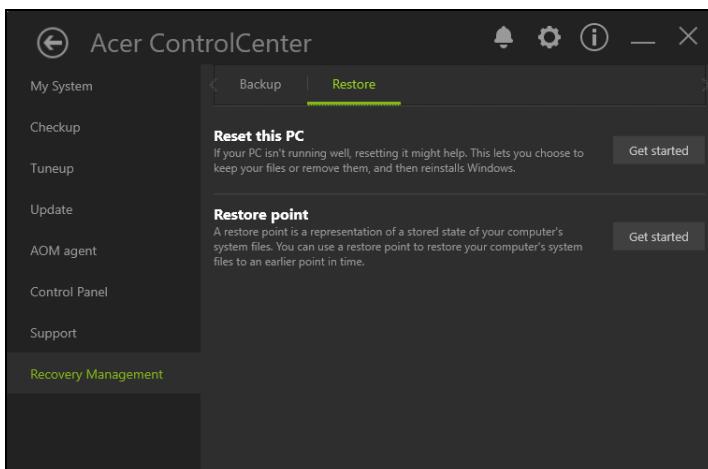 Acer ControlCenter
My System
Checkup
Tuneup
Update
AOM agent
Control Panel
Support
Recovery Management
Backup
Restore
Reset this PC
If your PC isn't running well, resetting it might help. This lets you choose to
keep your files or remove them, and then reinstalls Windows.
Get started
Restore point
A restore point is a representation of a stored state of your computer's
system files. You can use a restore point to restore your computer's system
files to an earlier point in time.
Get started